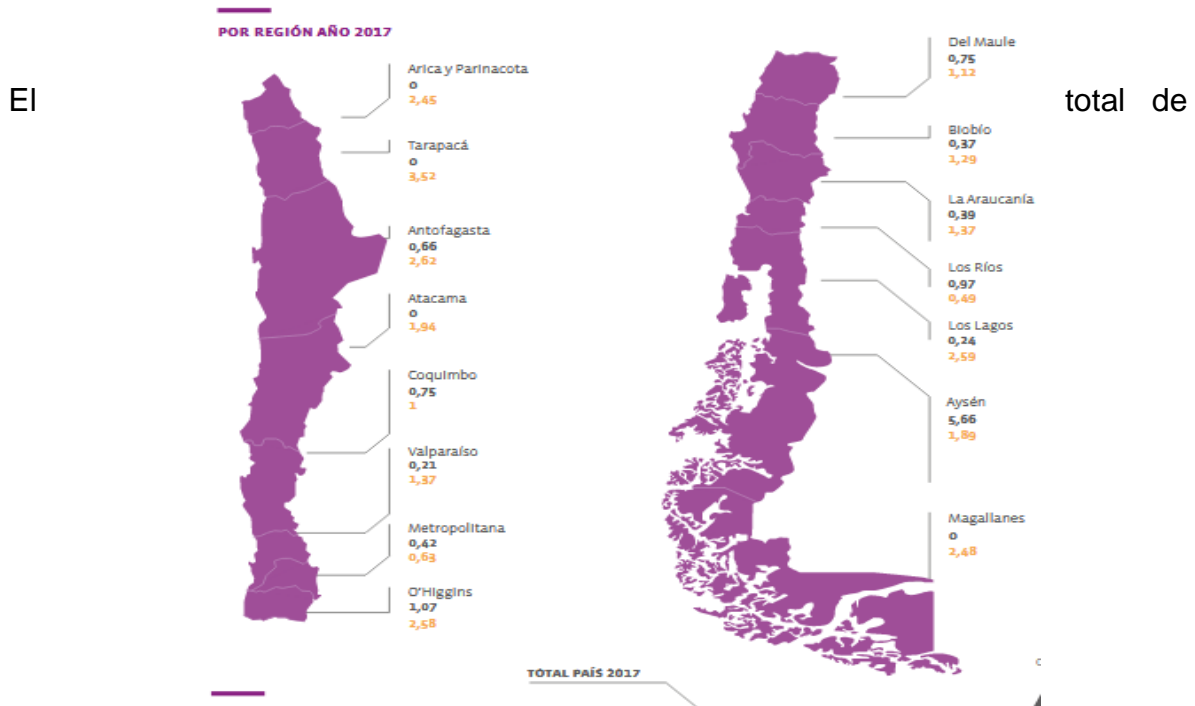 POR REGIÓN AÑO 2017
El
total de
Arica y Parinacota
0
2,45
Tarapacá
0
3,52
Antofagasta
0,66
2,62
Atacama
0
1,94
Coquimbo
0,75
1
Valparaíso
0,21
1,37
Metropolitana
0,42
0,63
O'Higgins
1,07
2,58
Del Maule
0,75
1,12
Biobío
0,37
1,29
La Araucanía
0,39
1,37
Los Ríos
0,97
0,49
Los Lagos
0,24
2,59
Aysén
5,66
1,89
Magallanes
0
2,48
TOTAL PAÍS 2017